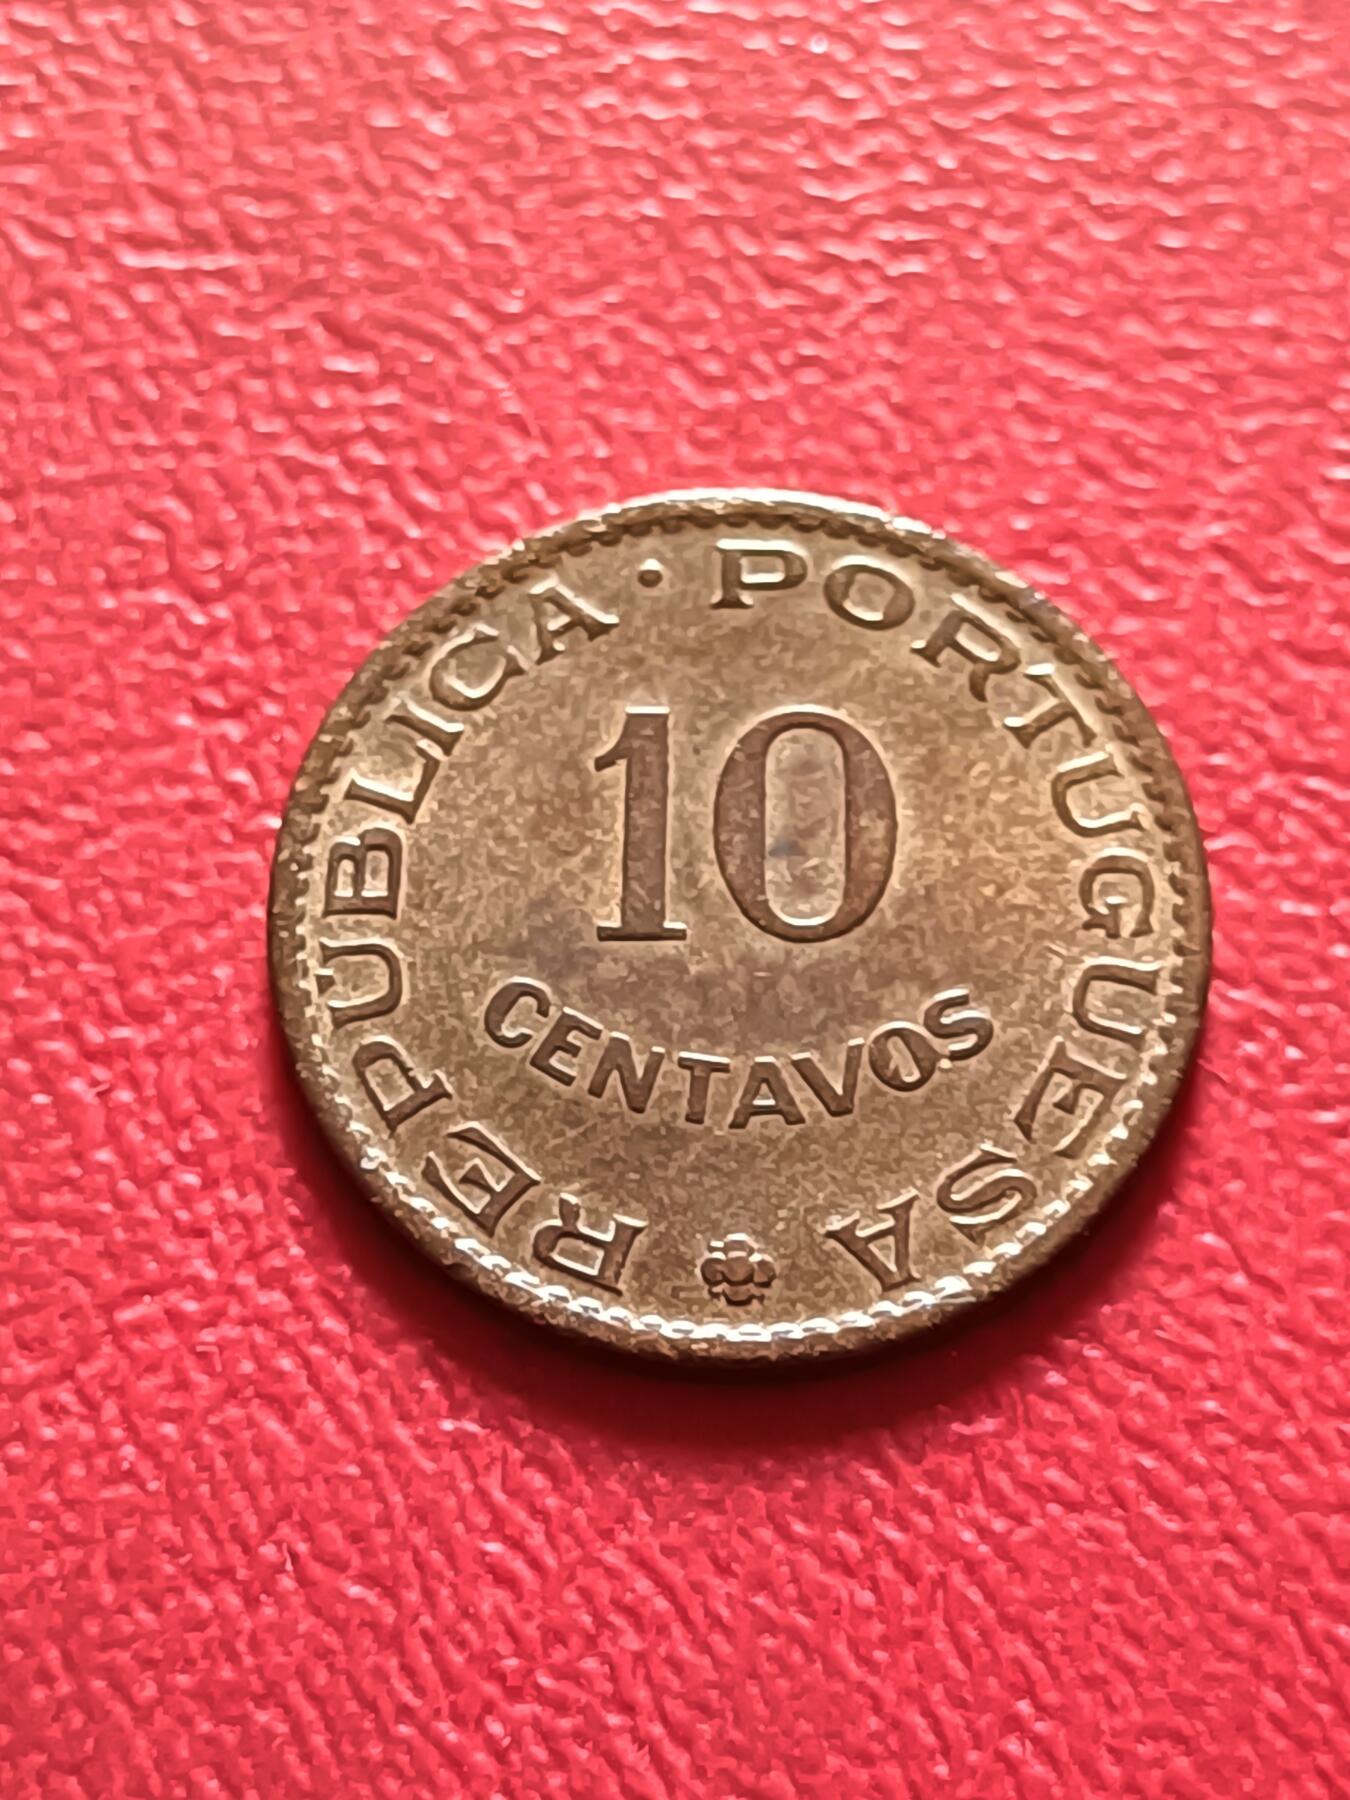 REPÚBLICA · PORTUGUESA
10
CENTAVOS